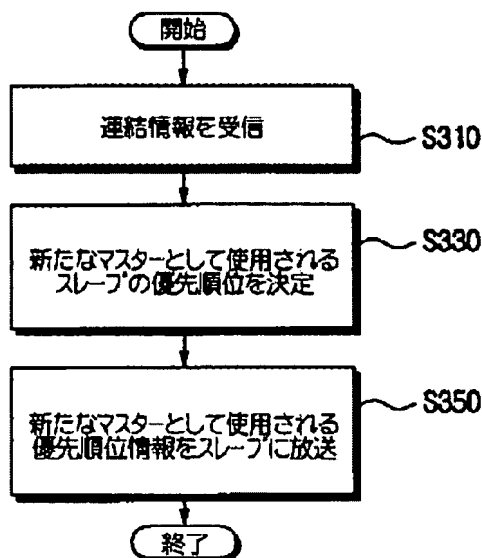 開始
連結情報を受信
S310
新たなマスターとして使用される
スレーブの優先順位を決定
S330
新たなマスターとして使用される
優先順位情報をスレーブに放送
S350
終了